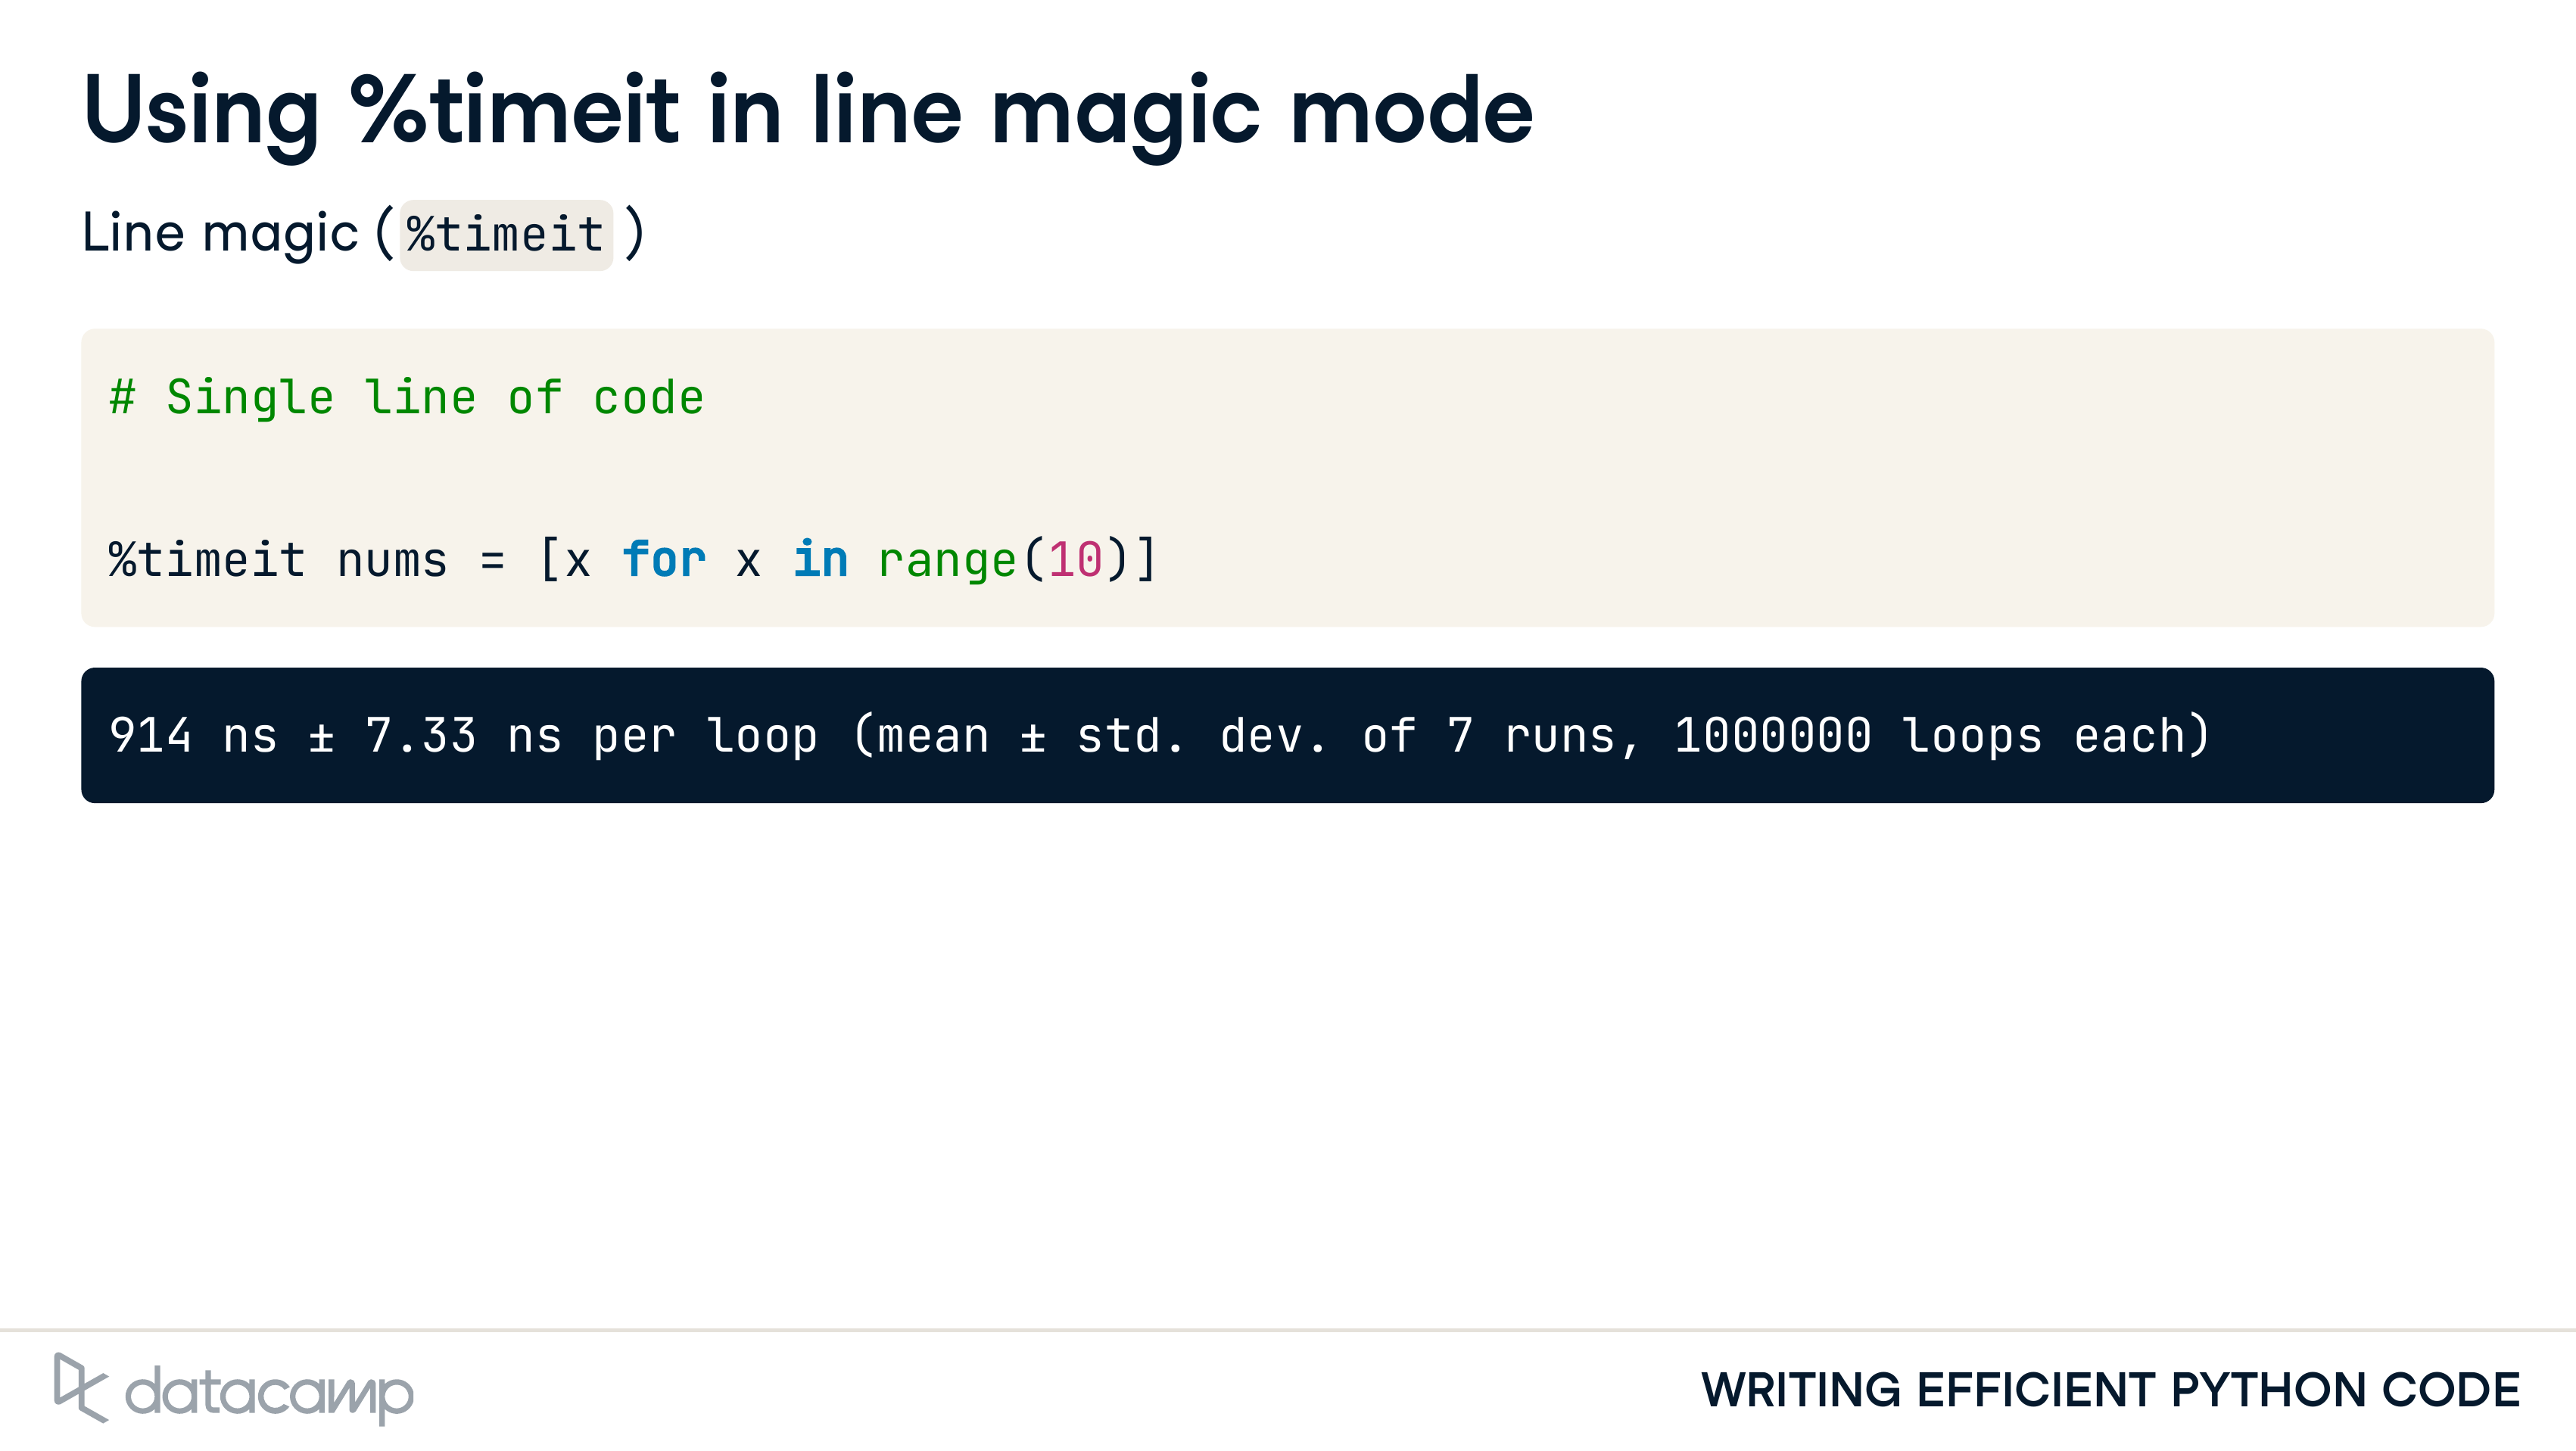 Using %timeit in line magic mode
Line magic (%timeit)
# Single line of code
%timeit nums = [x for x in range(10)]
914 ns ± 7.33 ns per loop (mean ± std. dev. of 7 runs, 1000000 loops each)
datacamp
WRITING EFFICIENT PYTHON CODE